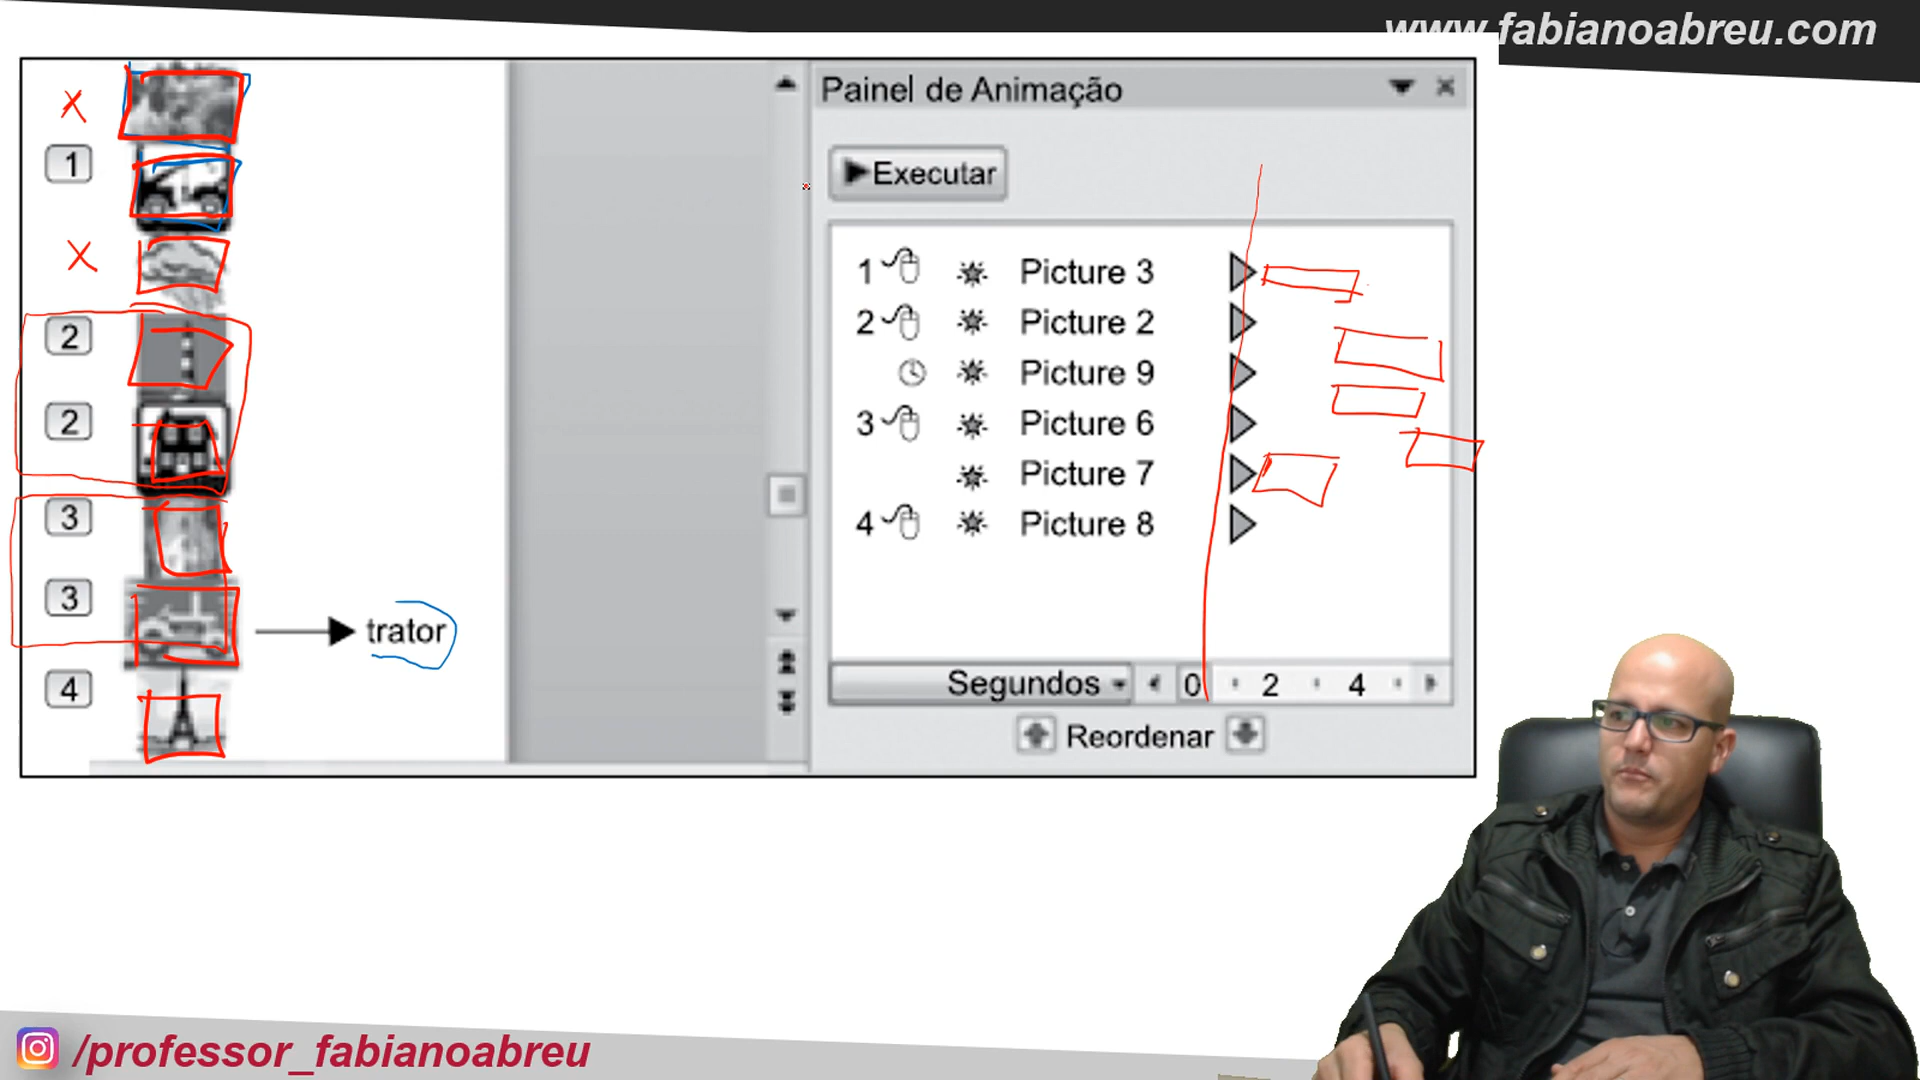 www.fabianoabreu.com
X
1
X
2
2
3
3
4
trator
Painel de Animação
Executar
1 Picture 3
2 Picture 2
Picture 9
3 Picture 6
Picture 7
4 Picture 8
Segundos 0 2 4
Reordenar
/professor_fabianoabreu